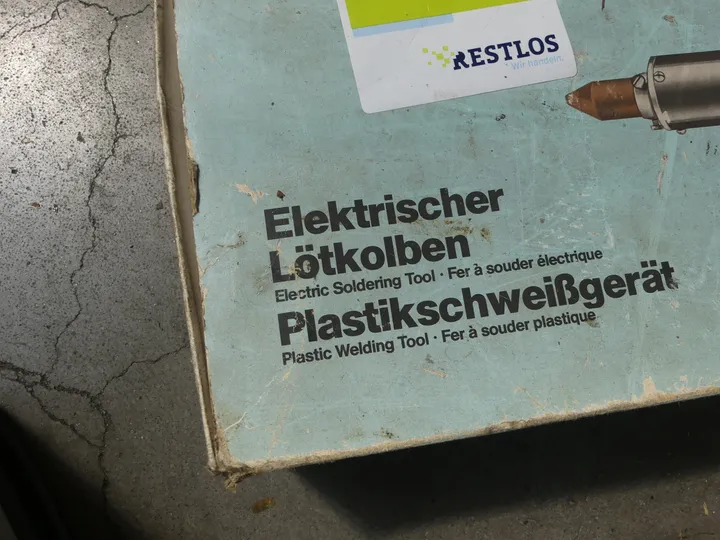 RESTLOS
Wir handeln.
Elektrischer
Lötkolben
Electric Soldering Tool · Fer à souder électrique
Plastikschweißgerät
Plastic Welding Tool · Fer à souder plastique